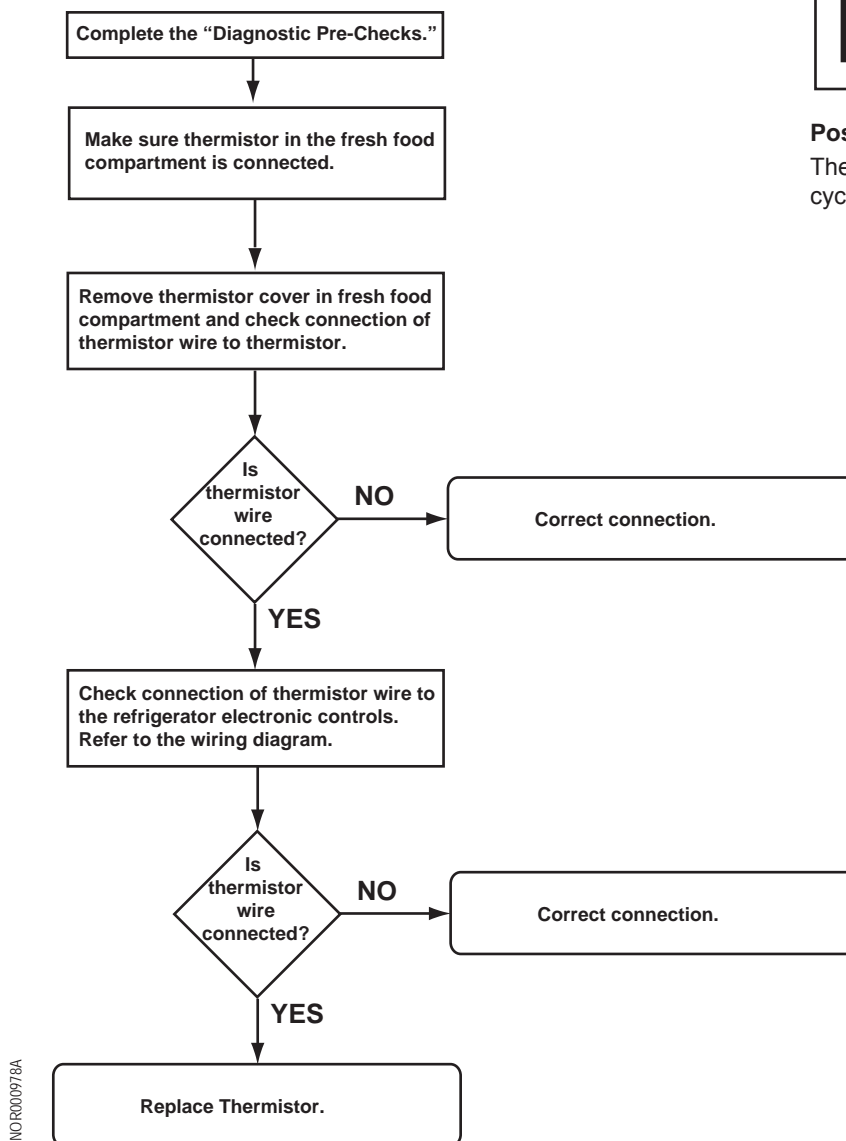 Complete the “Diagnostic Pre-Checks.”
Make sure thermistor in the fresh food
compartment is connected.
Remove thermistor cover in fresh food
compartment and check connection of
thermistor wire to thermistor.
Is
thermistor
wire
connected?
NO
Correct connection.
YES
Check connection of thermistor wire to
the refrigerator electronic controls.
Refer to the wiring diagram.
Is
thermistor
wire
connected?
NO
Correct connection.
YES
Replace Thermistor.
NOR000978A